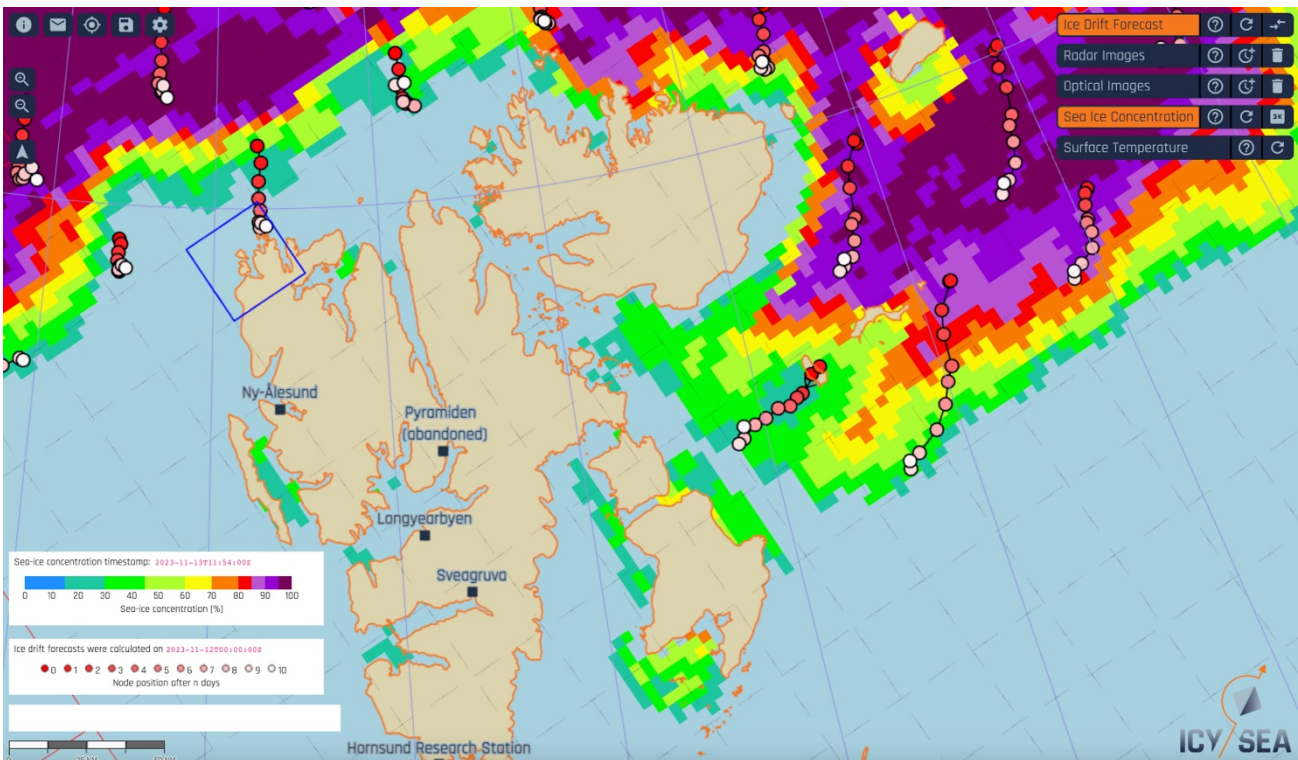 Ice Drift Forecast
Radar Images
Optical Images
Sea Ice Concentration
3K
Surface Temperature
Ny-Ålesund
Pyramiden
(abandoned)
Longyearbyen
Sveagruva
Hornsund Research Station
Sea-ice concentration timestamp: 2023-11-13T11:54:00Z
0 10 20 30 40 50 60 70 80 90 100
Sea-ice concentration [%]
Ice drift forecasts were calculated on 2023-11-12T00:00:00Z
0 1 2 3 4 5 6 7 8 9 10
Node position after n days
ICY SEA